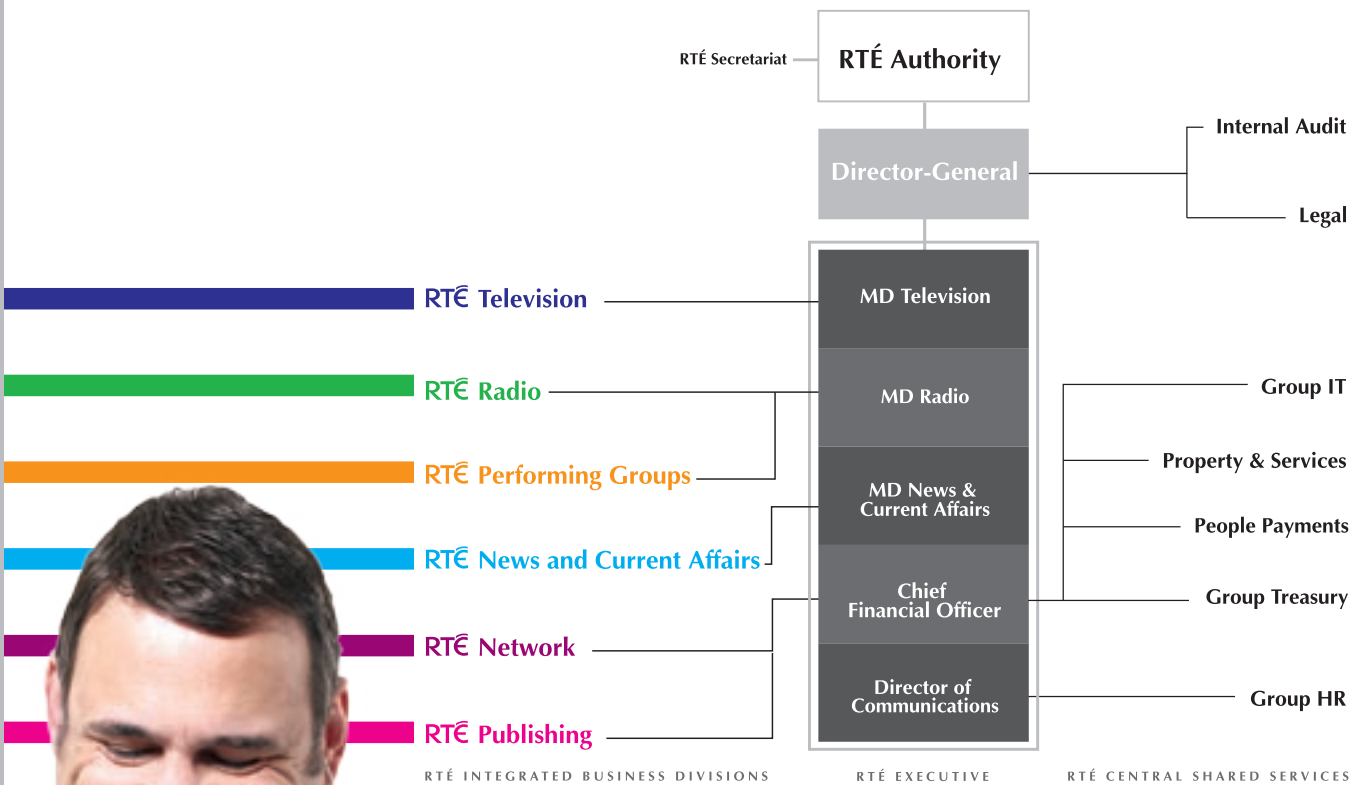 RTÉ Secretariat
RTÉ Authority
Director-General
Internal Audit
Legal
RTÉ Television
MD Television
RTÉ Radio
MD Radio
Group IT
RTÉ Performing Groups
MD News &
Current Affairs
Property & Services
People Payments
RTÉ News and Current Affairs
Chief
Financial Officer
Group Treasury
RTÉ Network
Director of
Communications
Group HR
RTÉ Publishing
RTÉ INTEGRATED BUSINESS DIVISIONS
RTÉ EXECUTIVE
RTÉ CENTRAL SHARED SERVICES